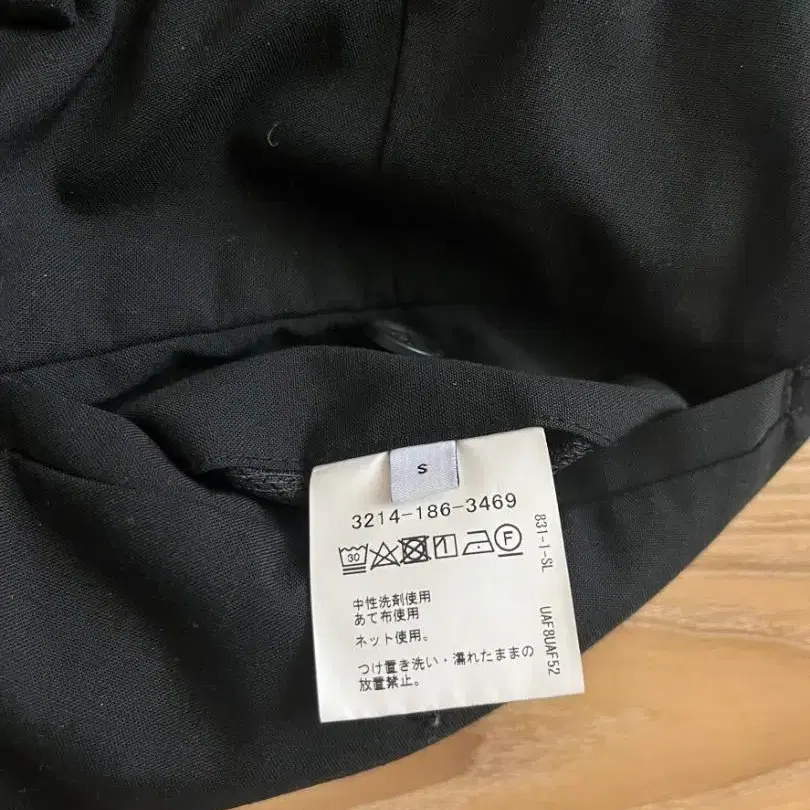 S
3214-186-3469
30 F
中性洗剤使用
あて布使用
ネット使用。
つけ置き洗い・濡れたままの
放置禁止。
831-1-SL UAF8UAF52